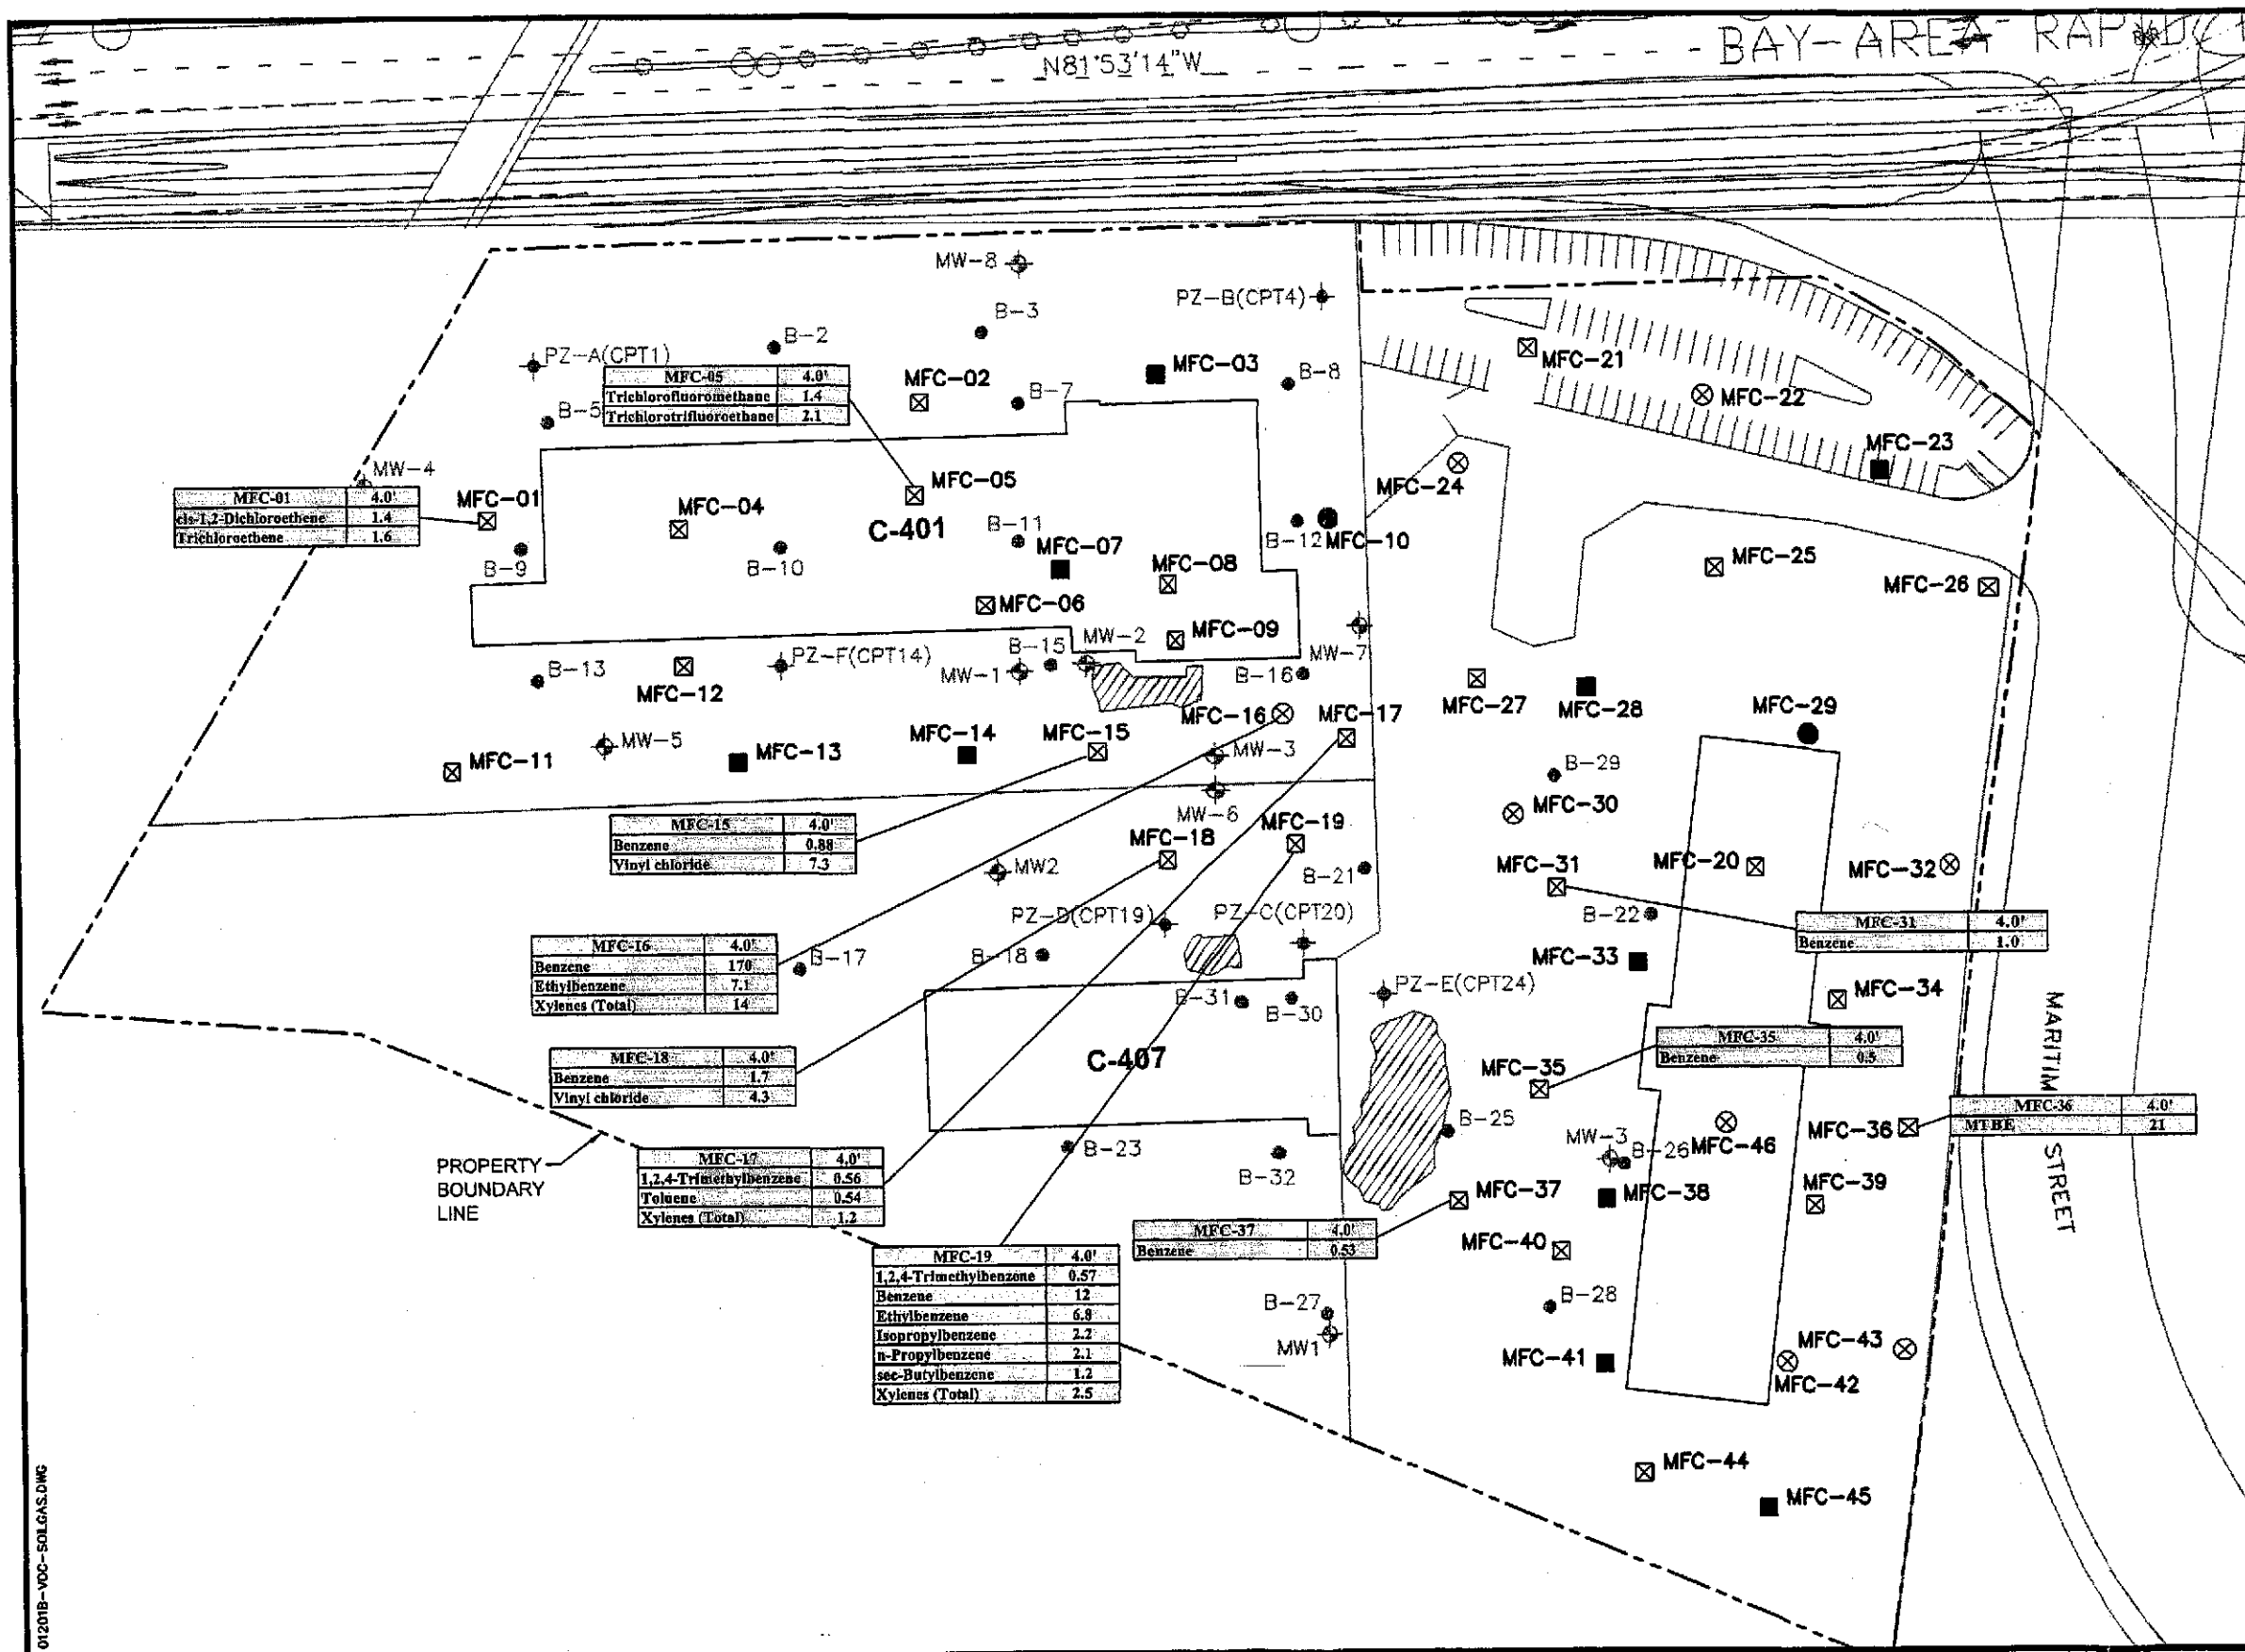 BAY-AREA RAPID
N81°53'14"W
MW-8
PZ-B(CPT4)
B-3
B-2
PZ-A(CPT1)
MFC-21
MFC-03
B-8
MFC-02
B-7
MFC-22
MFC-05 4.0'
Trichlorofluoromethane 1.4
Trichlorotrifluoroethane 2.1
B-5
MFC-23
MW-4
MFC-24
MFC-05
MFC-01
MFC-01 4.0'
cis-1,2-Dichloroethene 1.4
Trichloroethene 1.6
MFC-04
C-401
B-11
B-12
MFC-10
MFC-07
B-9
B-10
MFC-08
MFC-25
MFC-26
MFC-06
MFC-09
MW-2
B-15
MW-7
PZ-F(CPT14)
MW-1
B-16
B-13
MFC-12
MFC-27
MFC-28
MFC-29
MFC-16
MFC-17
MW-5
MFC-13
MFC-14
MFC-15
MW-3
MFC-11
B-29
MFC-30
MW-6
MFC-15 4.0'
Benzene 0.88
Vinyl chloride 7.3
MFC-18
MFC-19
MFC-31
MFC-20
MFC-32
MW2
B-21
PZ-D(CPT19)
PZ-C(CPT20)
B-22
MFC-31 4.0'
Benzene 1.0
MFC-16 4.0'
Benzene 170
Ethylbenzene 7.1
Xylenes (Total) 14
B-17
B-18
MFC-33
B-31
B-30
PZ-E(CPT24)
MFC-34
MARITIM STREET
MFC-18 4.0'
Benzene 1.7
Vinyl chloride 4.3
C-407
MFC-35 4.0'
Benzene 0.5
MFC-35
MFC-36 4.0'
MTBE 21
MFC-36
B-25
MFC-46
MW-3
B-26
B-23
B-32
PROPERTY
BOUNDARY
LINE
MFC-17 4.0'
1,2,4-Trimethylbenzene 0.56
Toluene 0.54
Xylenes (Total) 1.2
MFC-37
MFC-38
MFC-39
MFC-37 4.0'
Benzene 0.53
MFC-40
MFC-19 4.0'
1,2,4-Trimethylbenzene 0.57
Benzene 12
Ethylbenzene 6.8
Isopropylbenzene 2.2
n-Propylbenzene 2.1
sec-Butylbenzene 1.2
Xylenes (Total) 2.5
B-27
B-28
MW1
MFC-41
MFC-43
MFC-42
MFC-44
MFC-45
01201B-VOC-SOILGAS.DWG